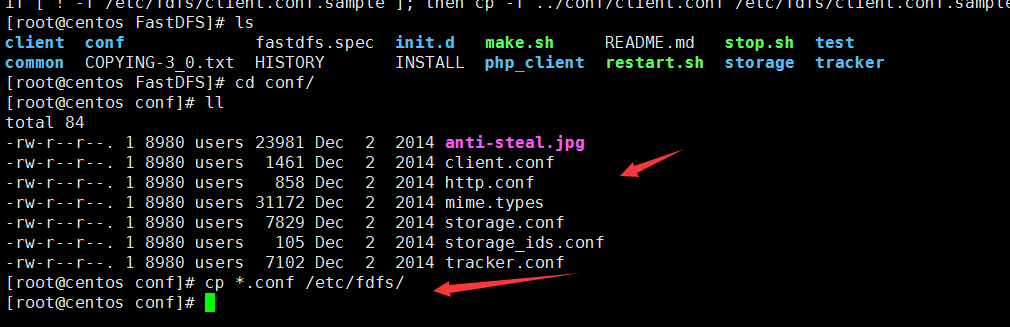 if [ ! -f /etc/fdfs/client.conf.sample ]; then cp -f ../conf/client.conf /etc/fdfs/client.conf.sample
[root@centos FastDFS]# ls
client  conf            fastdfs.spec  init.d      make.sh     README.md  stop.sh  test
common  COPYING-3_0.txt  HISTORY       INSTALL  php_client  restart.sh  storage  tracker
[root@centos FastDFS]# cd conf/
[root@centos conf]# ll
total 84
-rw-r--r--. 1 8980 users 23981 Dec  2  2014 anti-steal.jpg
-rw-r--r--. 1 8980 users  1461 Dec  2  2014 client.conf
-rw-r--r--. 1 8980 users   858 Dec  2  2014 http.conf
-rw-r--r--. 1 8980 users 31172 Dec  2  2014 mime.types
-rw-r--r--. 1 8980 users  7829 Dec  2  2014 storage.conf
-rw-r--r--. 1 8980 users   105 Dec  2  2014 storage_ids.conf
-rw-r--r--. 1 8980 users  7102 Dec  2  2014 tracker.conf
[root@centos conf]# cp *.conf /etc/fdfs/
[root@centos conf]#